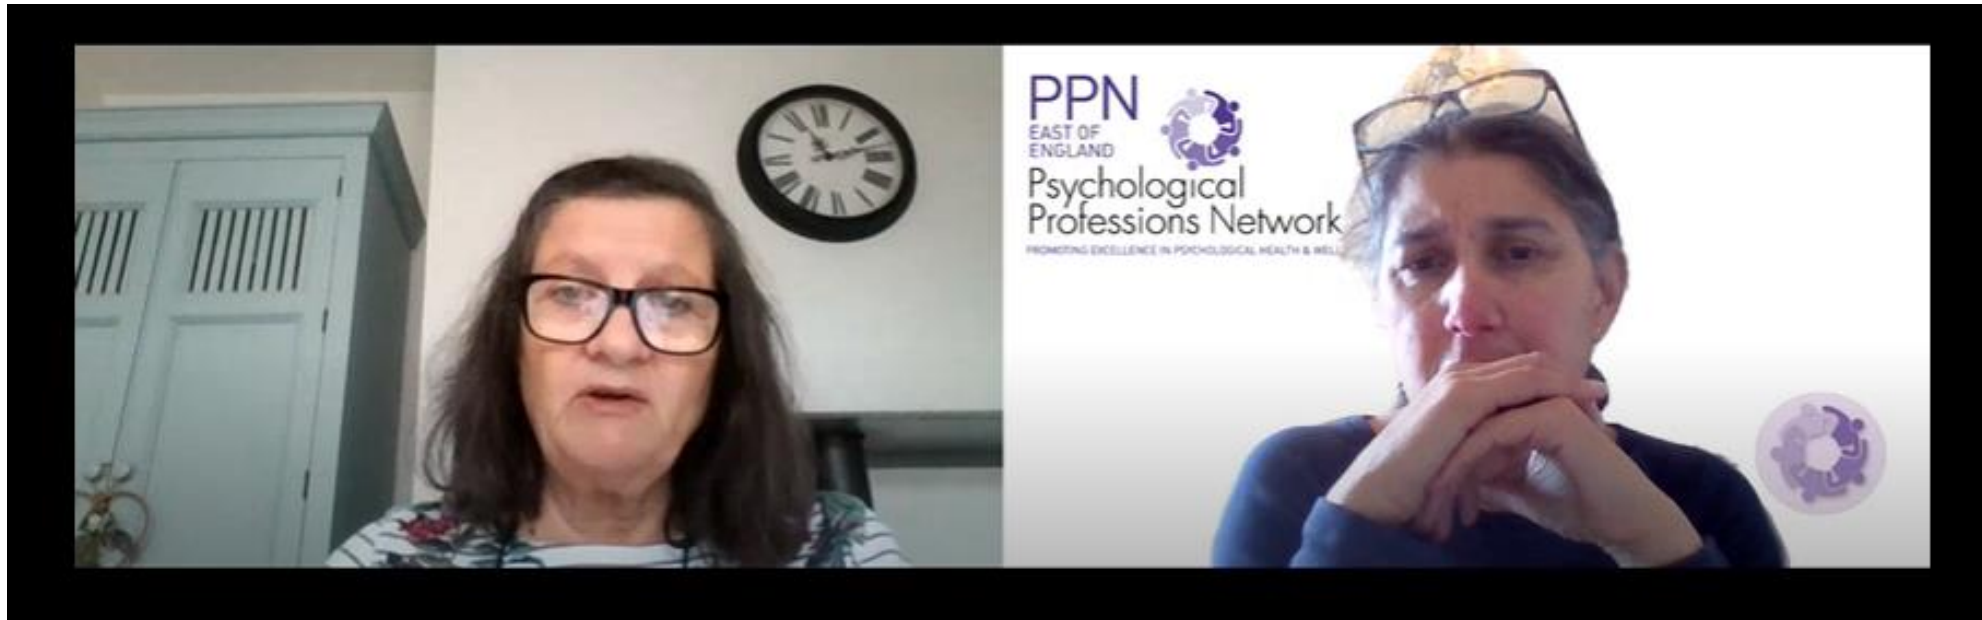 PPN
EAST OF
ENGLAND
Psychological
Professions Network
PROMOTING EXCELLENCE IN PSYCHOLOGICAL HEALTH & WELL